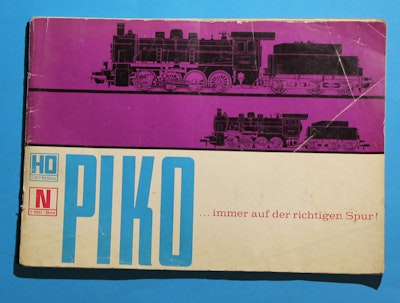 HO
N
PIKO
... immer auf der richtigen Spur!